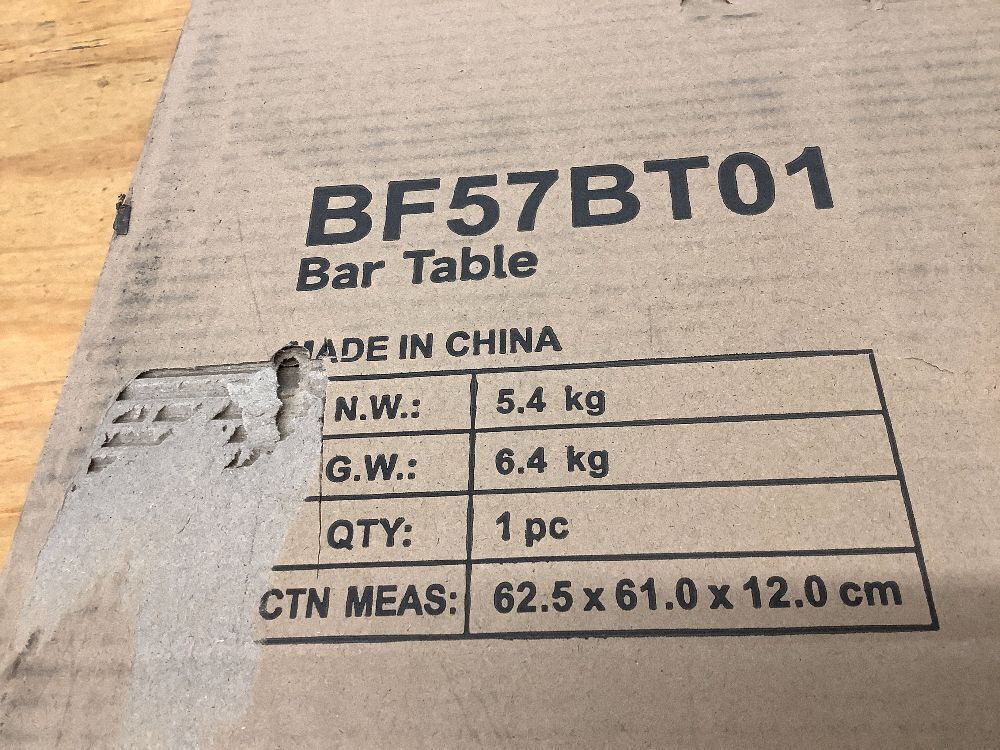 BF57BT01
Bar Table
MADE IN CHINA
N.W.: 5.4 kg
G.W.: 6.4 kg
QTY: 1 pc
CTN MEAS: 62.5 x 61.0 x 12.0 cm